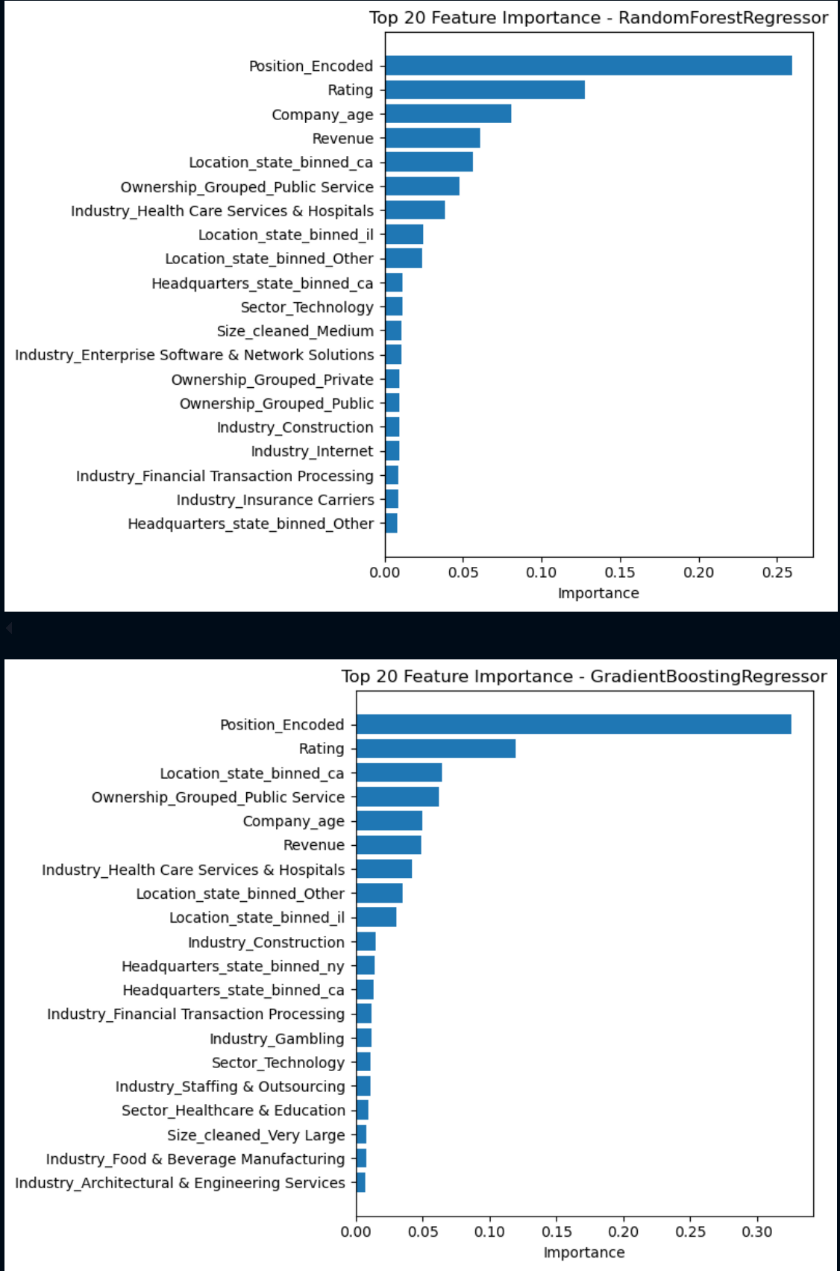 Top 20 Feature Importance - RandomForestRegressor
Position_Encoded
Rating
Company_age
Revenue
Location_state_binned_ca
Ownership_Grouped_Public Service
Industry_Health Care Services & Hospitals
Location_state_binned_il
Location_state_binned_Other
Headquarters_state_binned_ca
Sector_Technology
Size_cleaned_Medium
Industry_Enterprise Software & Network Solutions
Ownership_Grouped_Private
Ownership_Grouped_Public
Industry_Construction
Industry_Internet
Industry_Financial Transaction Processing
Industry_Insurance Carriers
Headquarters_state_binned_Other
0.00 0.05 0.10 0.15 0.20 0.25
Importance
Top 20 Feature Importance - GradientBoostingRegressor
Position_Encoded
Rating
Location_state_binned_ca
Ownership_Grouped_Public Service
Company_age
Revenue
Industry_Health Care Services & Hospitals
Location_state_binned_Other
Location_state_binned_il
Industry_Construction
Headquarters_state_binned_ny
Headquarters_state_binned_ca
Industry_Financial Transaction Processing
Industry_Gambling
Sector_Technology
Industry_Staffing & Outsourcing
Sector_Healthcare & Education
Size_cleaned_Very Large
Industry_Food & Beverage Manufacturing
Industry_Architectural & Engineering Services
0.00 0.05 0.10 0.15 0.20 0.25 0.30
Importance